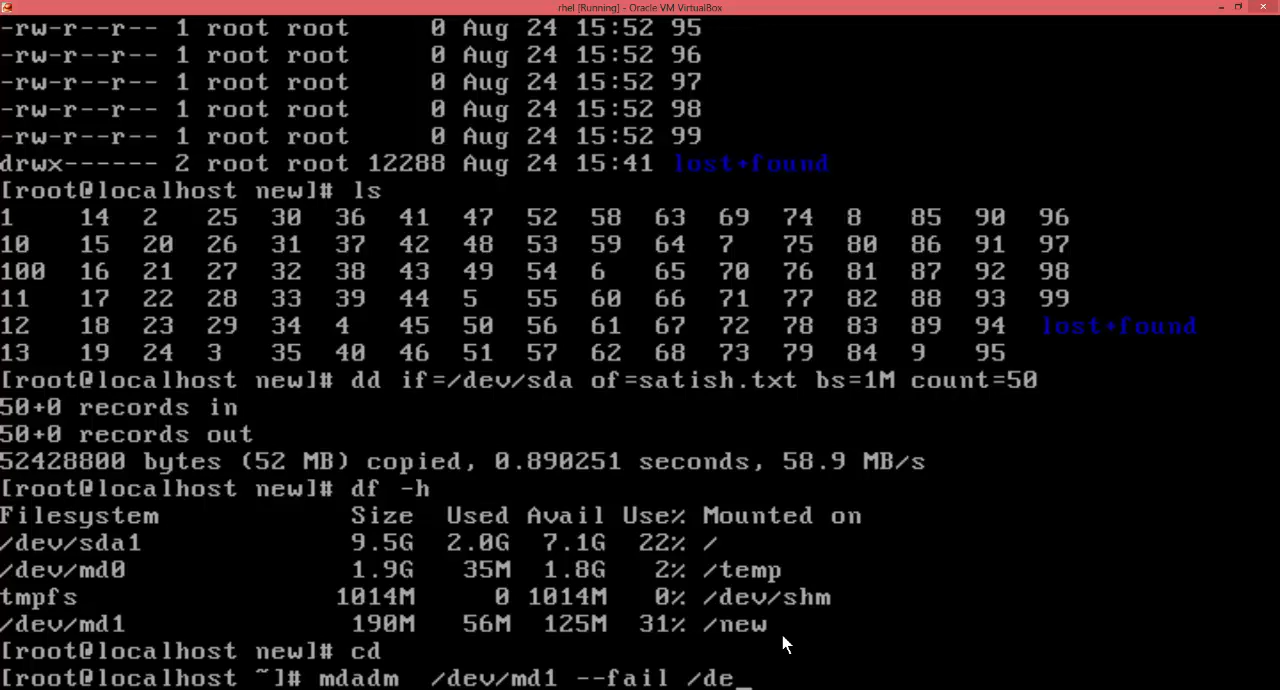 rhel [Running] - Oracle VM VirtualBox
-rw-r--r-- 1 root root     0 Aug 24 15:52 95
-rw-r--r-- 1 root root     0 Aug 24 15:52 96
-rw-r--r-- 1 root root     0 Aug 24 15:52 97
-rw-r--r-- 1 root root     0 Aug 24 15:52 98
-rw-r--r-- 1 root root     0 Aug 24 15:52 99
drwx------ 2 root root 12288 Aug 24 15:41 lost+found
[root@localhost new]# ls
1    14  2   25  30  36  41  47  52  58  63  69  74  8   85  90  96
10   15  20  26  31  37  42  48  53  59  64  7   75  80  86  91  97
100  16  21  27  32  38  43  49  54  6   65  70  76  81  87  92  98
11   17  22  28  33  39  44  5   55  60  66  71  77  82  88  93  99
12   18  23  29  34  4   45  50  56  61  67  72  78  83  89  94  lost+found
13   19  24  3   35  40  46  51  57  62  68  73  79  84  9   95
[root@localhost new]# dd if=/dev/sda of=satish.txt bs=1M count=50
50+0 records in
50+0 records out
52428800 bytes (52 MB) copied, 0.890251 seconds, 58.9 MB/s
[root@localhost new]# df -h
Filesystem            Size  Used Avail Use% Mounted on
/dev/sda1             9.5G  2.0G  7.1G  22% /
/dev/md0              1.9G   35M  1.8G   2% /temp
tmpfs                1014M     0 1014M   0% /dev/shm
/dev/md1              190M   56M  125M  31% /new
[root@localhost new]# cd
[root@localhost ~]# mdadm  /dev/md1 --fail /de_